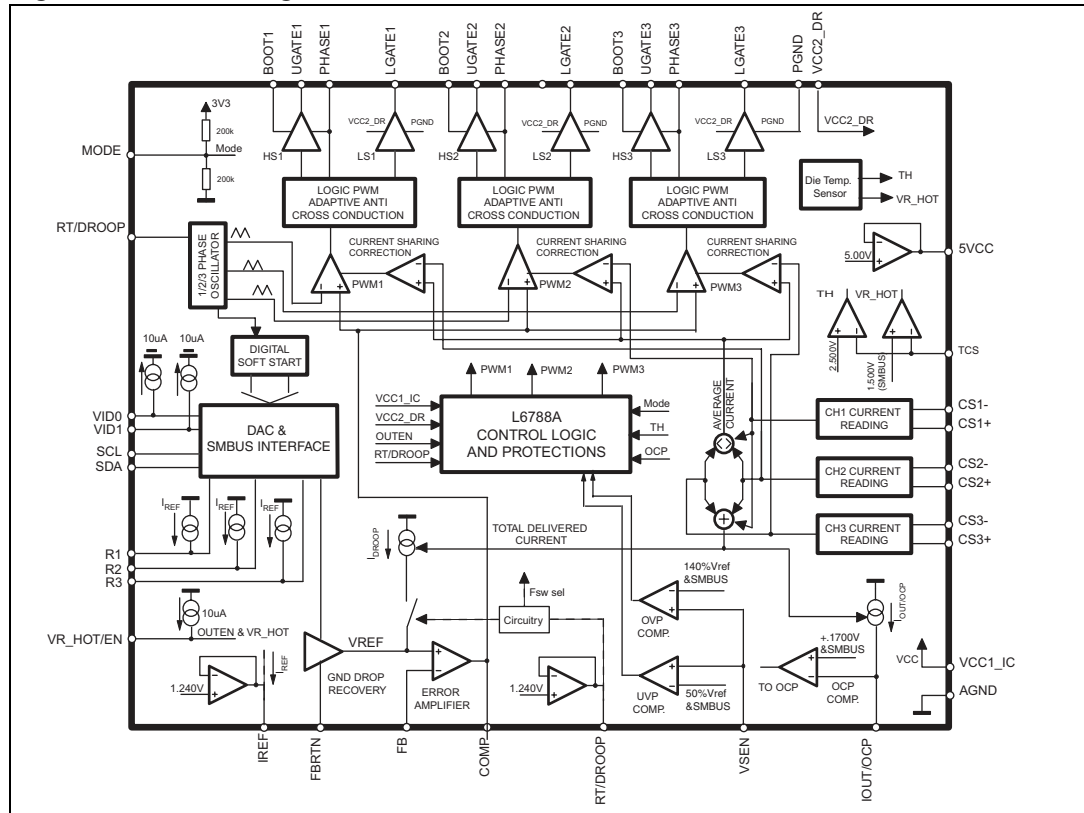 BOOT1
UGATE1
PHASE1
LGATE1
BOOT2
UGATE2
PHASE2
LGATE2
BOOT3
UGATE3
PHASE3
LGATE3
PGND
VCC2_DR
3V3
200k
Mode
200k
MODE
HS1
VCC2_DR
PGND
LS1
HS2
VCC2_DR
PGND
LS2
HS3
VCC2_DR
PGND
LS3
VCC2_DR
LOGIC PWM
ADAPTIVE ANTI
CROSS CONDUCTION
LOGIC PWM
ADAPTIVE ANTI
CROSS CONDUCTION
LOGIC PWM
ADAPTIVE ANTI
CROSS CONDUCTION
Die Temp.
Sensor
TH
VR_HOT
RT/DROOP
1/2/3 PHASE
OSCILLATOR
CURRENT SHARING
CORRECTION
PWM1
CURRENT SHARING
CORRECTION
PWM2
CURRENT SHARING
CORRECTION
PWM3
5.00V
5VCC
TH
VR_HOT
2.500V
1.500V
(SMBUS)
TCS
10uA
10uA
DIGITAL
SOFT START
VID0
VID1
SCL
SDA
DAC &
SMBUS INTERFACE
PWM1
PWM2
PWM3
VCC1_IC
VCC2_DR
OUTEN
RT/DROOP
L6788A
CONTROL LOGIC
AND PROTECTIONS
Mode
TH
OCP
AVERAGE
CURRENT
CH1 CURRENT
READING
CS1-
CS1+
CH2 CURRENT
READING
CS2-
CS2+
CH3 CURRENT
READING
CS3-
CS3+
IREF
IREF
IREF
R1
R2
R3
IDROOP
TOTAL DELIVERED
CURRENT
Fsw sel
Circuitry
140%Vref
&SMBUS
OVP
COMP.
IOUT/OCP
VR_HOT/EN
10uA
OUTEN & VR_HOT
IREF
1.240V
VREF
GND DROP
RECOVERY
ERROR
AMPLIFIER
1.240V
UVP
COMP.
50%Vref
&SMBUS
+.1700V
&SMBUS
TO OCP
OCP
COMP.
VCC
VCC1_IC
AGND
IREF
FBRTN
FB
COMP
RT/DROOP
VSEN
IOUT/OCP